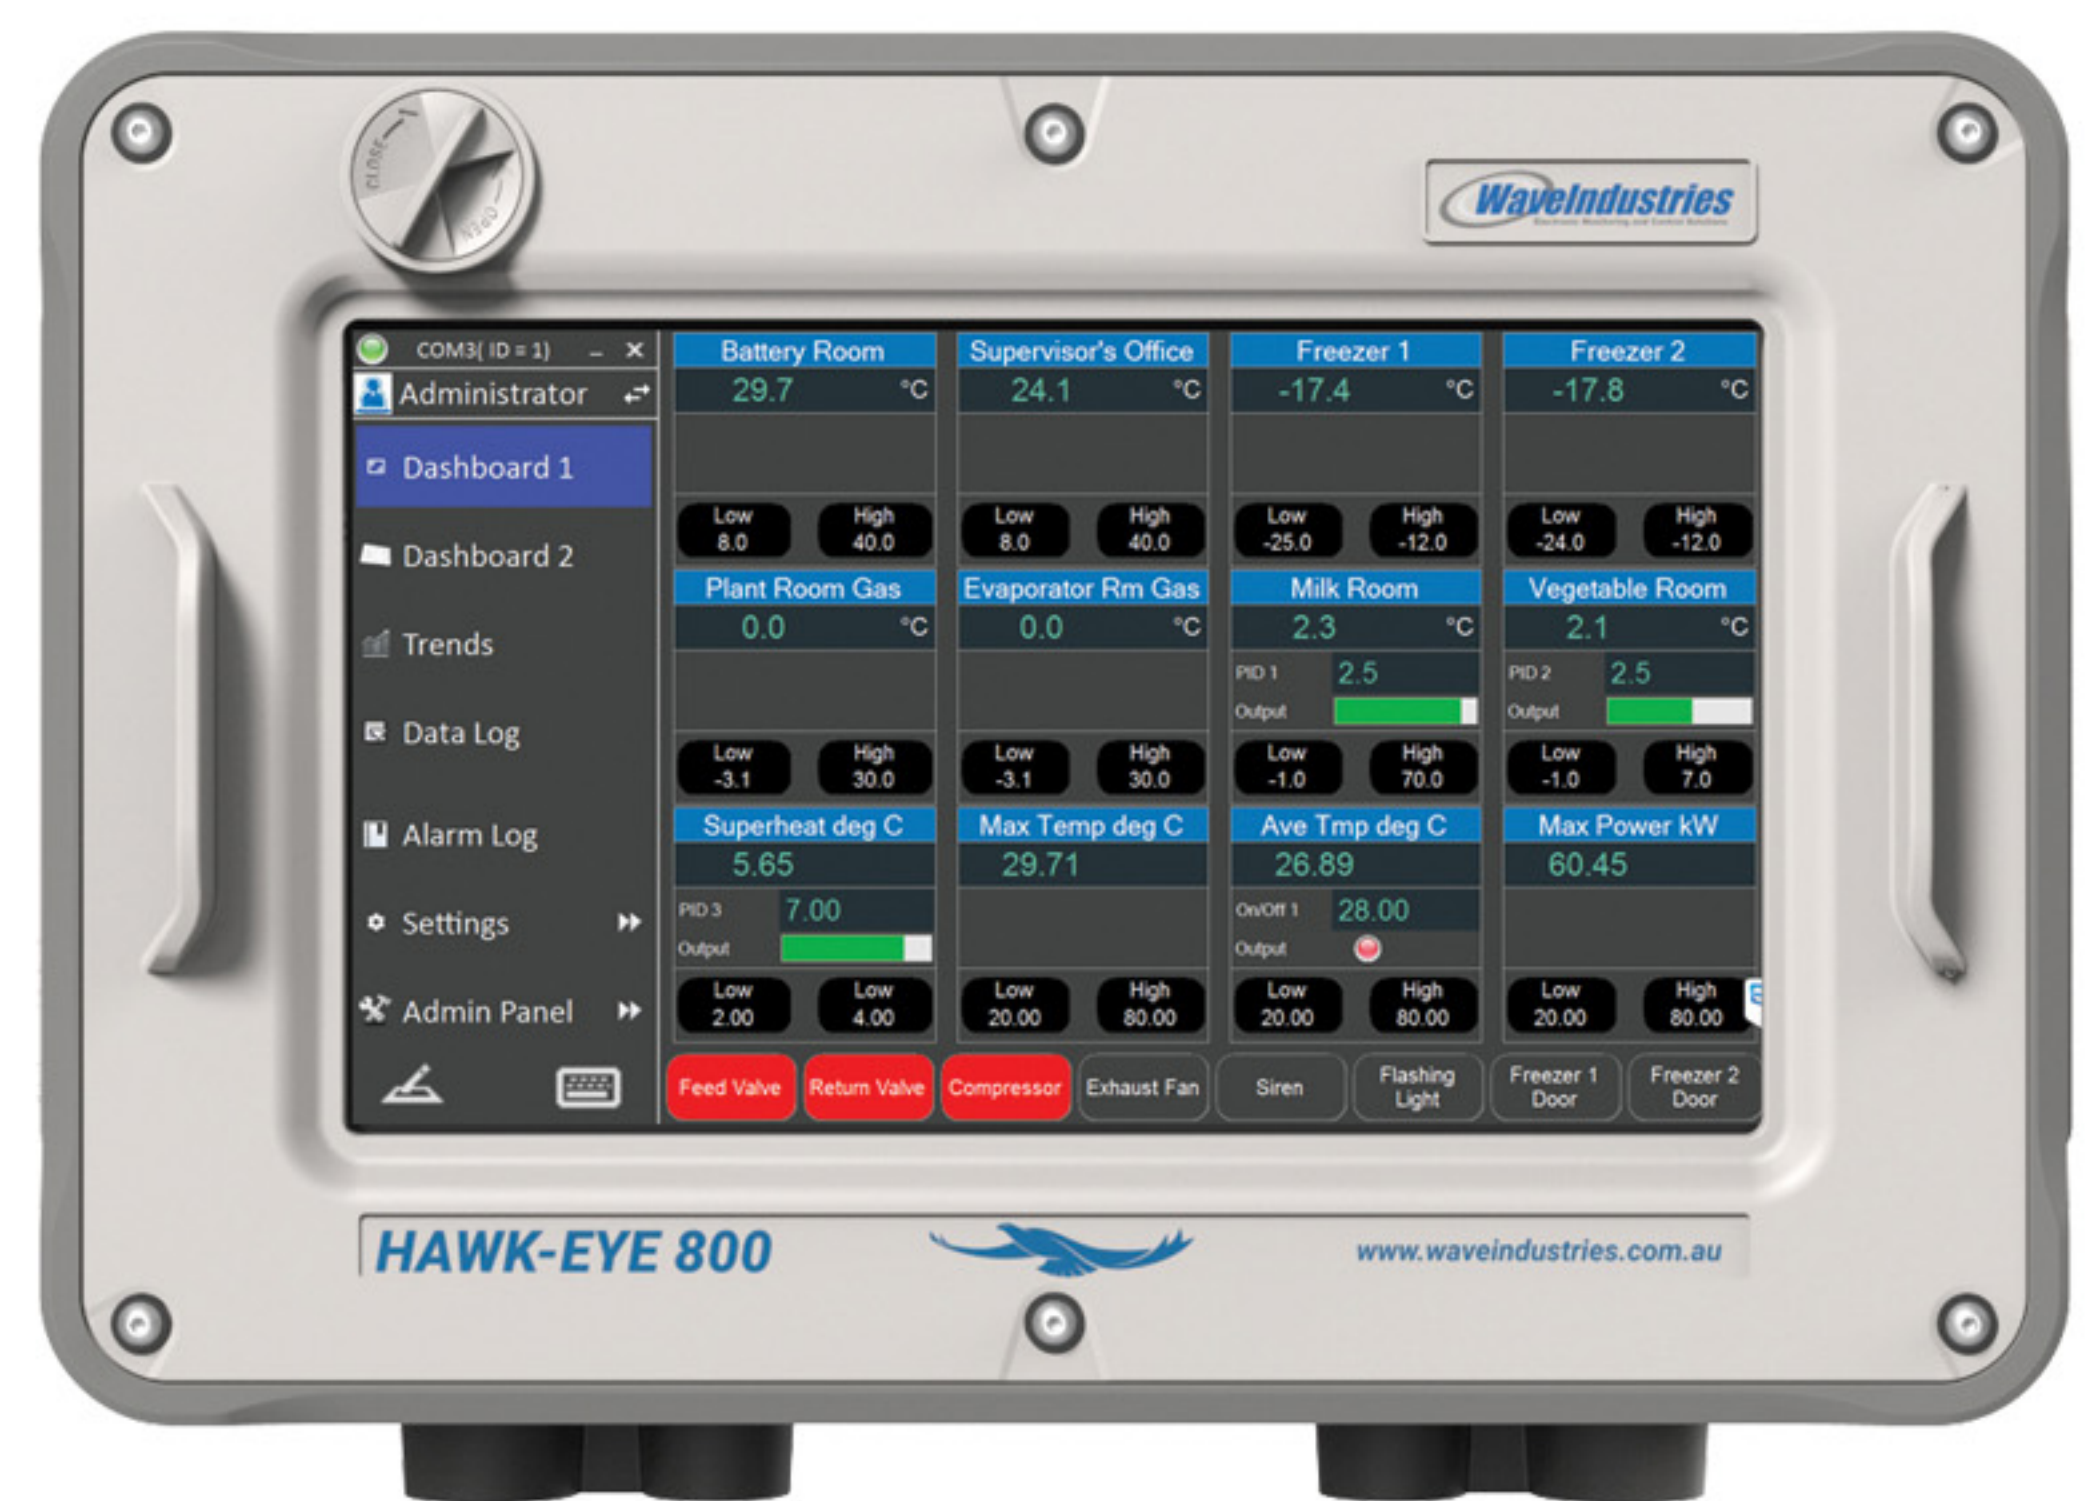 CLOSE
OPEN
WaveIndustries
Electronic Monitoring and Control Solutions
COM3( ID = 1)
Administrator
Dashboard 1
Dashboard 2
Trends
Data Log
Alarm Log
Settings
Admin Panel
Battery Room
29.7 °C
Low High
8.0 40.0
Supervisor's Office
24.1 °C
Low High
8.0 40.0
Freezer 1
-17.4 °C
Low High
-25.0 -12.0
Freezer 2
-17.8 °C
Low High
-24.0 -12.0
Plant Room Gas
0.0 °C
Low High
-3.1 30.0
Evaporator Rm Gas
0.0 °C
Low High
-3.1 30.0
Milk Room
2.3 °C
PID 1 2.5
Output
Low High
-1.0 70.0
Vegetable Room
2.1 °C
PID 2 2.5
Output
Low High
-1.0 7.0
Superheat deg C
5.65
PID 3 7.00
Output
Low Low
2.00 4.00
Max Temp deg C
29.71
Low High
20.00 80.00
Ave Tmp deg C
26.89
On/Off 1 28.00
Output
Low High
20.00 80.00
Max Power kW
60.45
Low High
20.00 80.00
Feed Valve
Return Valve
Compressor
Exhaust Fan
Siren
Flashing
Light
Freezer 1
Door
Freezer 2
Door
HAWK-EYE 800
www.waveindustries.com.au